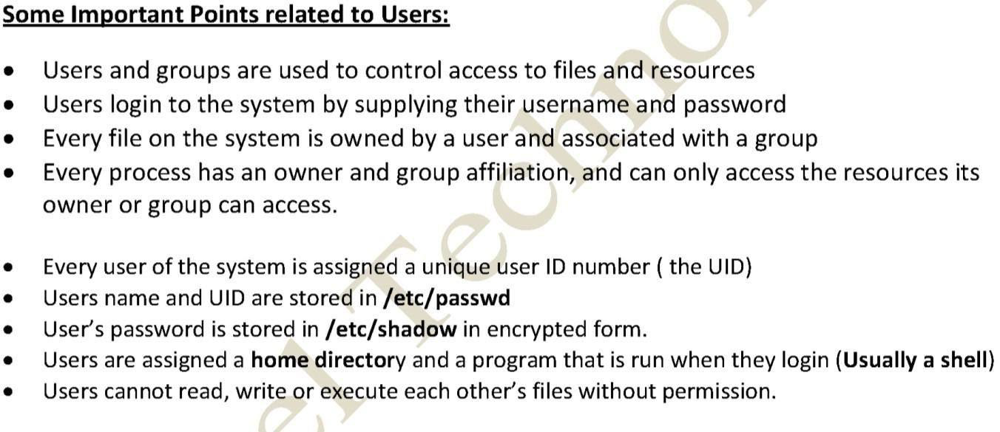 Some Important Points related to Users:
• Users and groups are used to control access to files and resources
• Users login to the system by supplying their username and password
• Every file on the system is owned by a user and associated with a group
• Every process has an owner and group affiliation, and can only access the resources its
owner or group can access.
• Every user of the system is assigned a unique user ID number ( the UID)
• Users name and UID are stored in /etc/passwd
• User's password is stored in /etc/shadow in encrypted form.
• Users are assigned a home directory and a program that is run when they login (Usually a shell)
• Users cannot read, write or execute each other's files without permission.